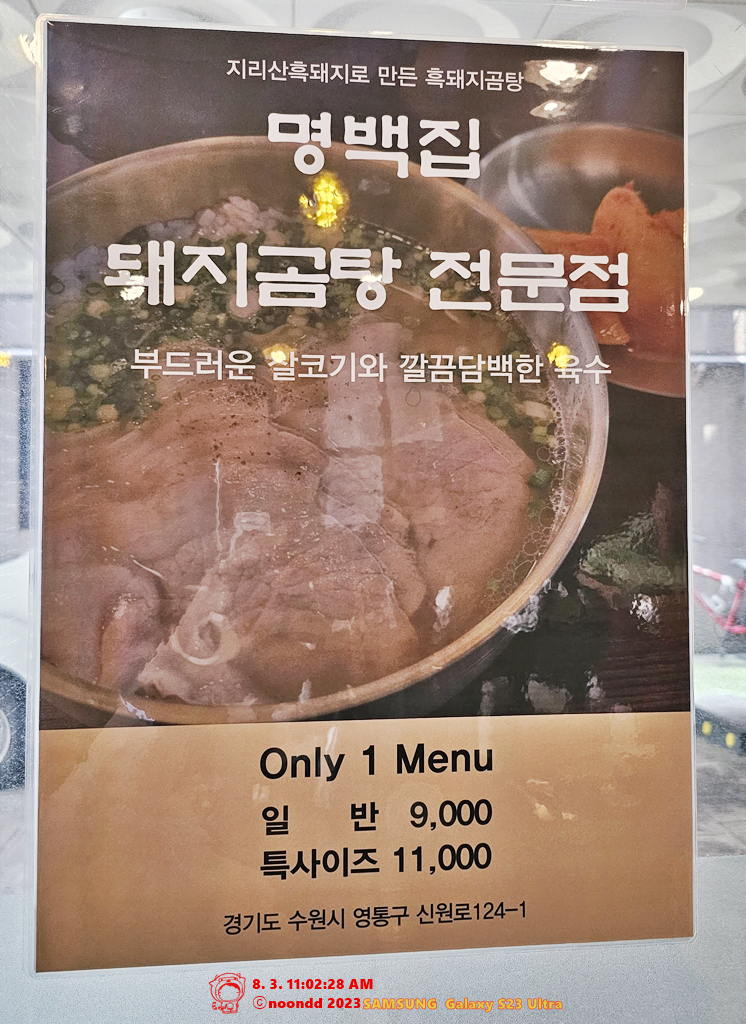 지리산흑돼지로 만든 흑돼지곰탕
명백집
돼지곰탕 전문점
부드러운 살코기와 깔끔담백한 육수
Only 1 Menu
일 반 9,000
특사이즈 11,000
경기도 수원시 영통구 신원로124-1
8. 3. 11:02:28 AM
©noondd 2023 SAMSUNG Galaxy S23 Ultra